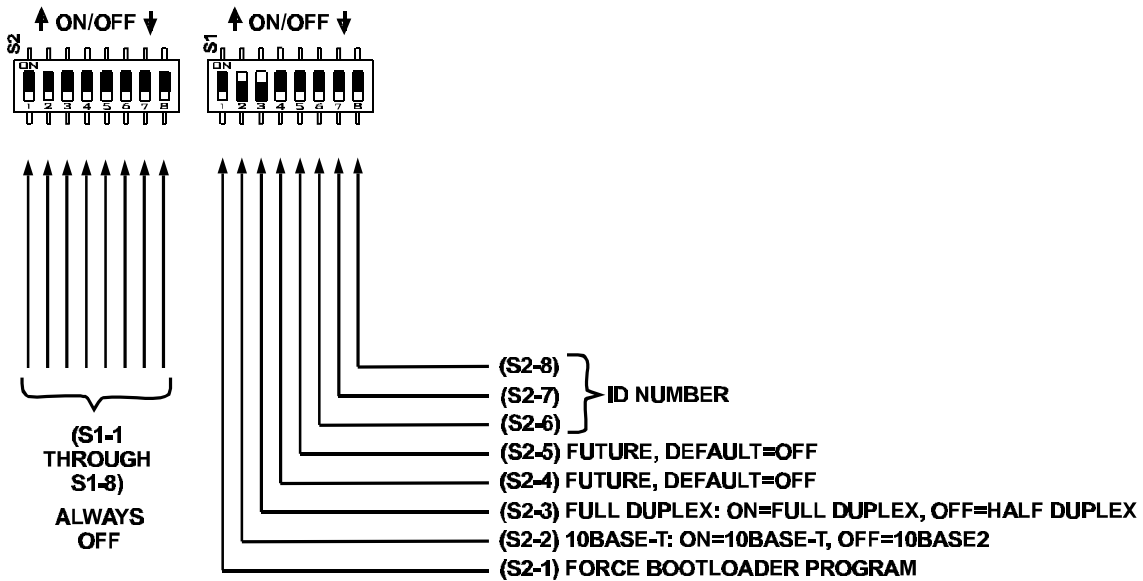 ON/OFF
S2
ON
1 2 3 4 5 6 7 8
ON/OFF
S1
ON
1 2 3 4 5 6 7 8
(S2-8)
(S2-7)
(S2-6)
ID NUMBER
(S2-5) FUTURE, DEFAULT=OFF
(S2-4) FUTURE, DEFAULT=OFF
(S2-3) FULL DUPLEX: ON=FULL DUPLEX, OFF=HALF DUPLEX
(S2-2) 10BASE-T: ON=10BASE-T, OFF=10BASE2
(S2-1) FORCE BOOTLOADER PROGRAM
(S1-1
THROUGH
S1-8)
ALWAYS
OFF